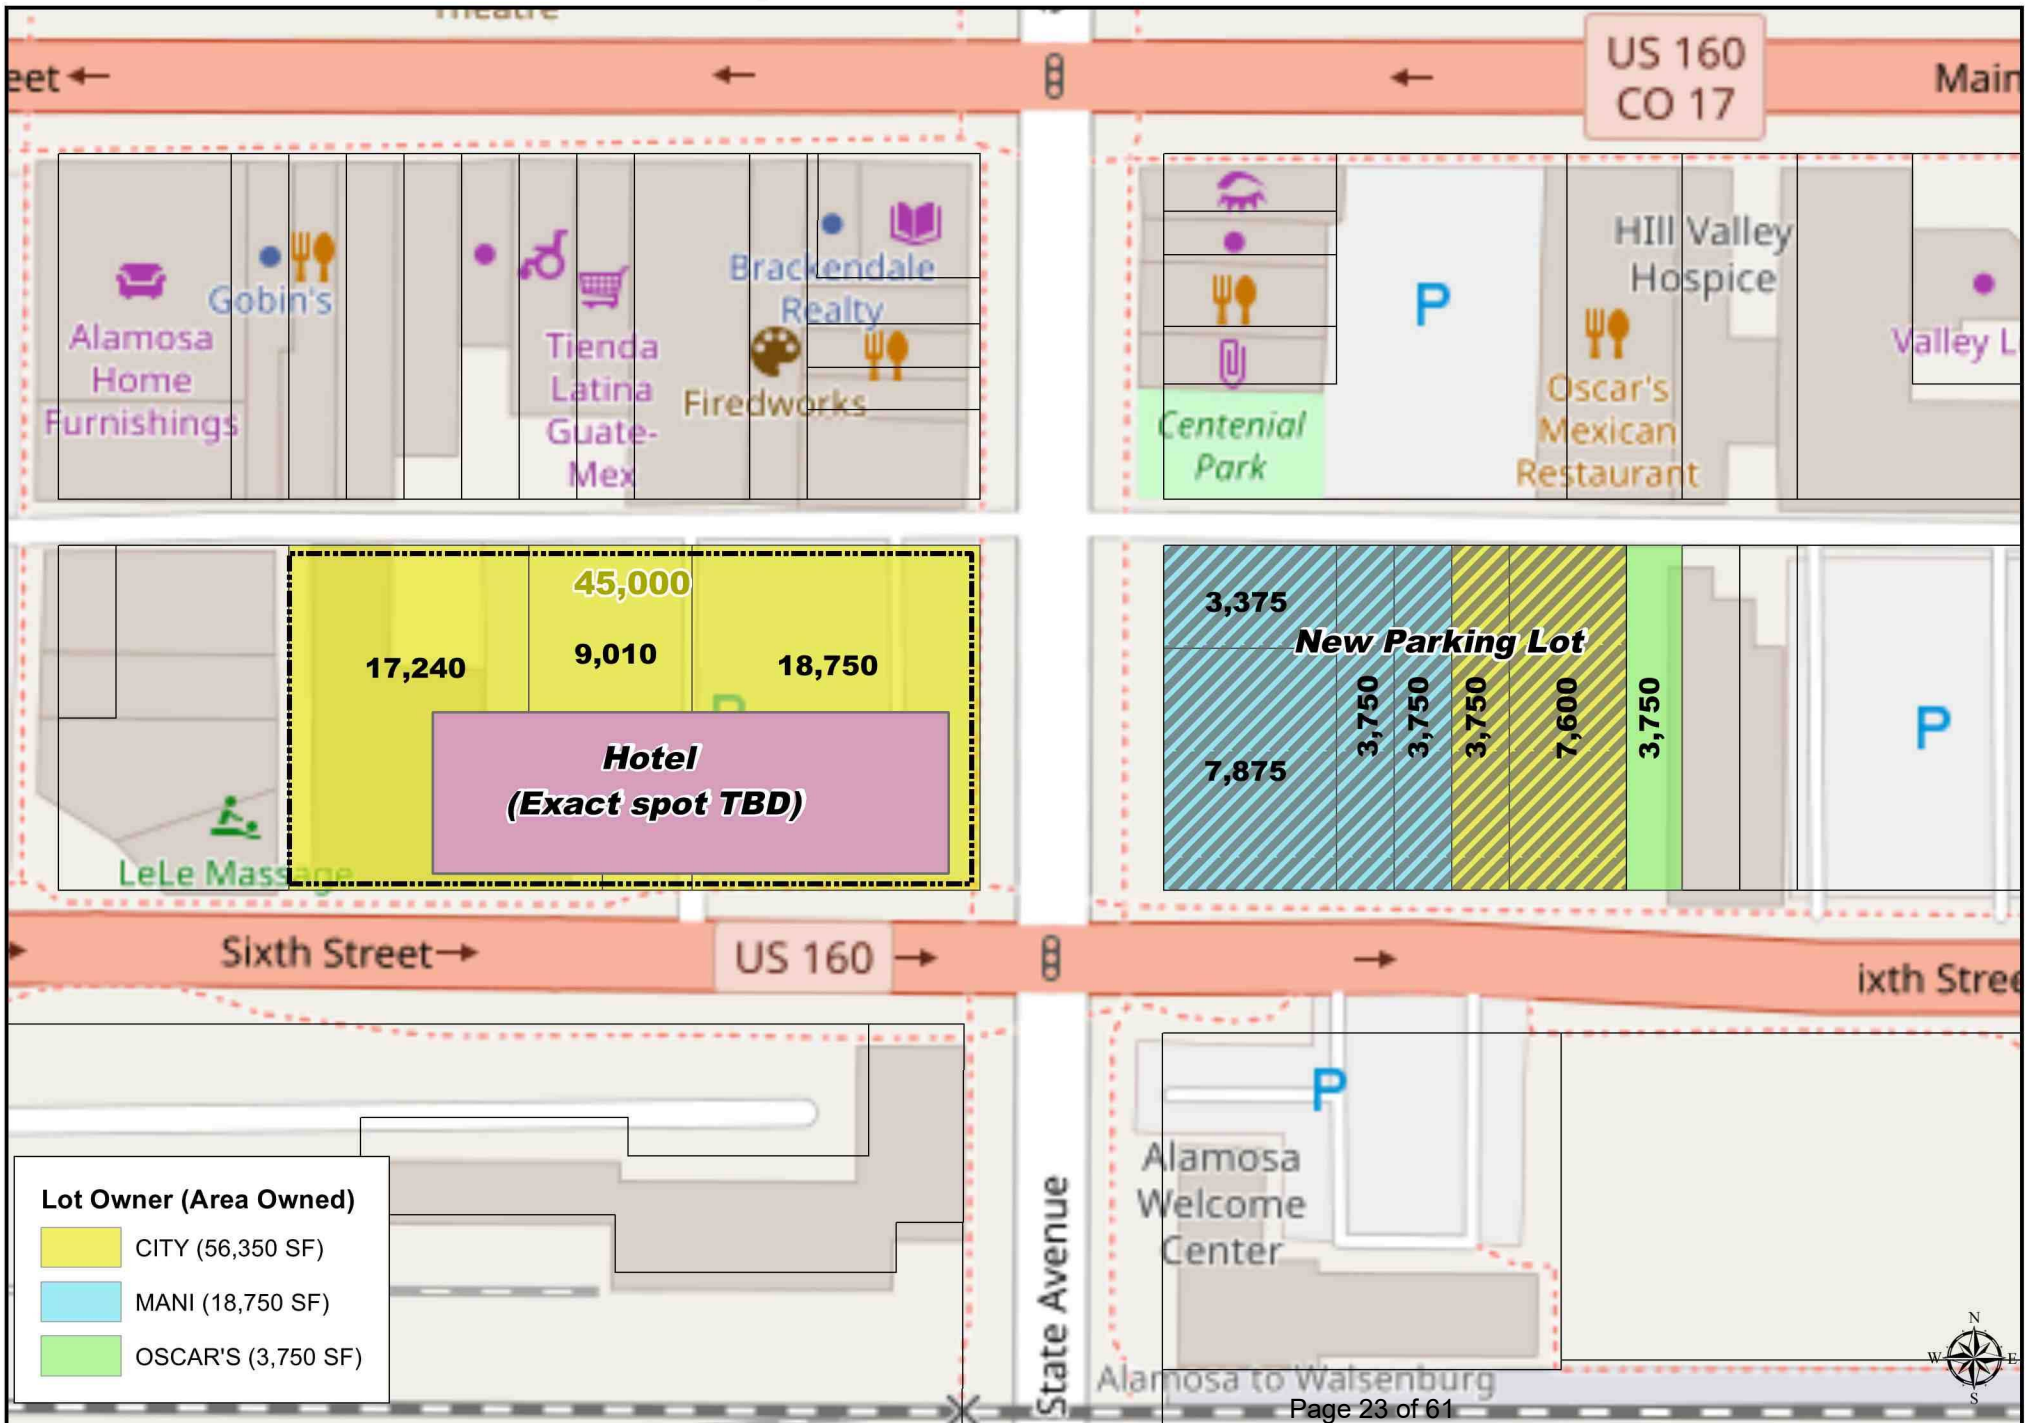 Theatre
eet
US 160
CO 17
Main
Gobin's
Alamosa
Home
Furnishings
Tienda
Latina
Guate-
Mex
Brackendale
Realty
Firedworks
P
Centenial
Park
HIll Valley
Hospice
Oscar's
Mexican
Restaurant
Valley L
45,000
17,240
9,010
18,750
P
Hotel
(Exact spot TBD)
LeLe Massage
3,375
New Parking Lot
7,875
3,750
3,750
3,750
7,600
3,750
P
Sixth Street
US 160
ixth Stree
State Avenue
P
Alamosa
Welcome
Center
Alamosa to Walsenburg
Lot Owner (Area Owned)
CITY (56,350 SF)
MANI (18,750 SF)
OSCAR'S (3,750 SF)
N
W
E
S
Page 23 of 61